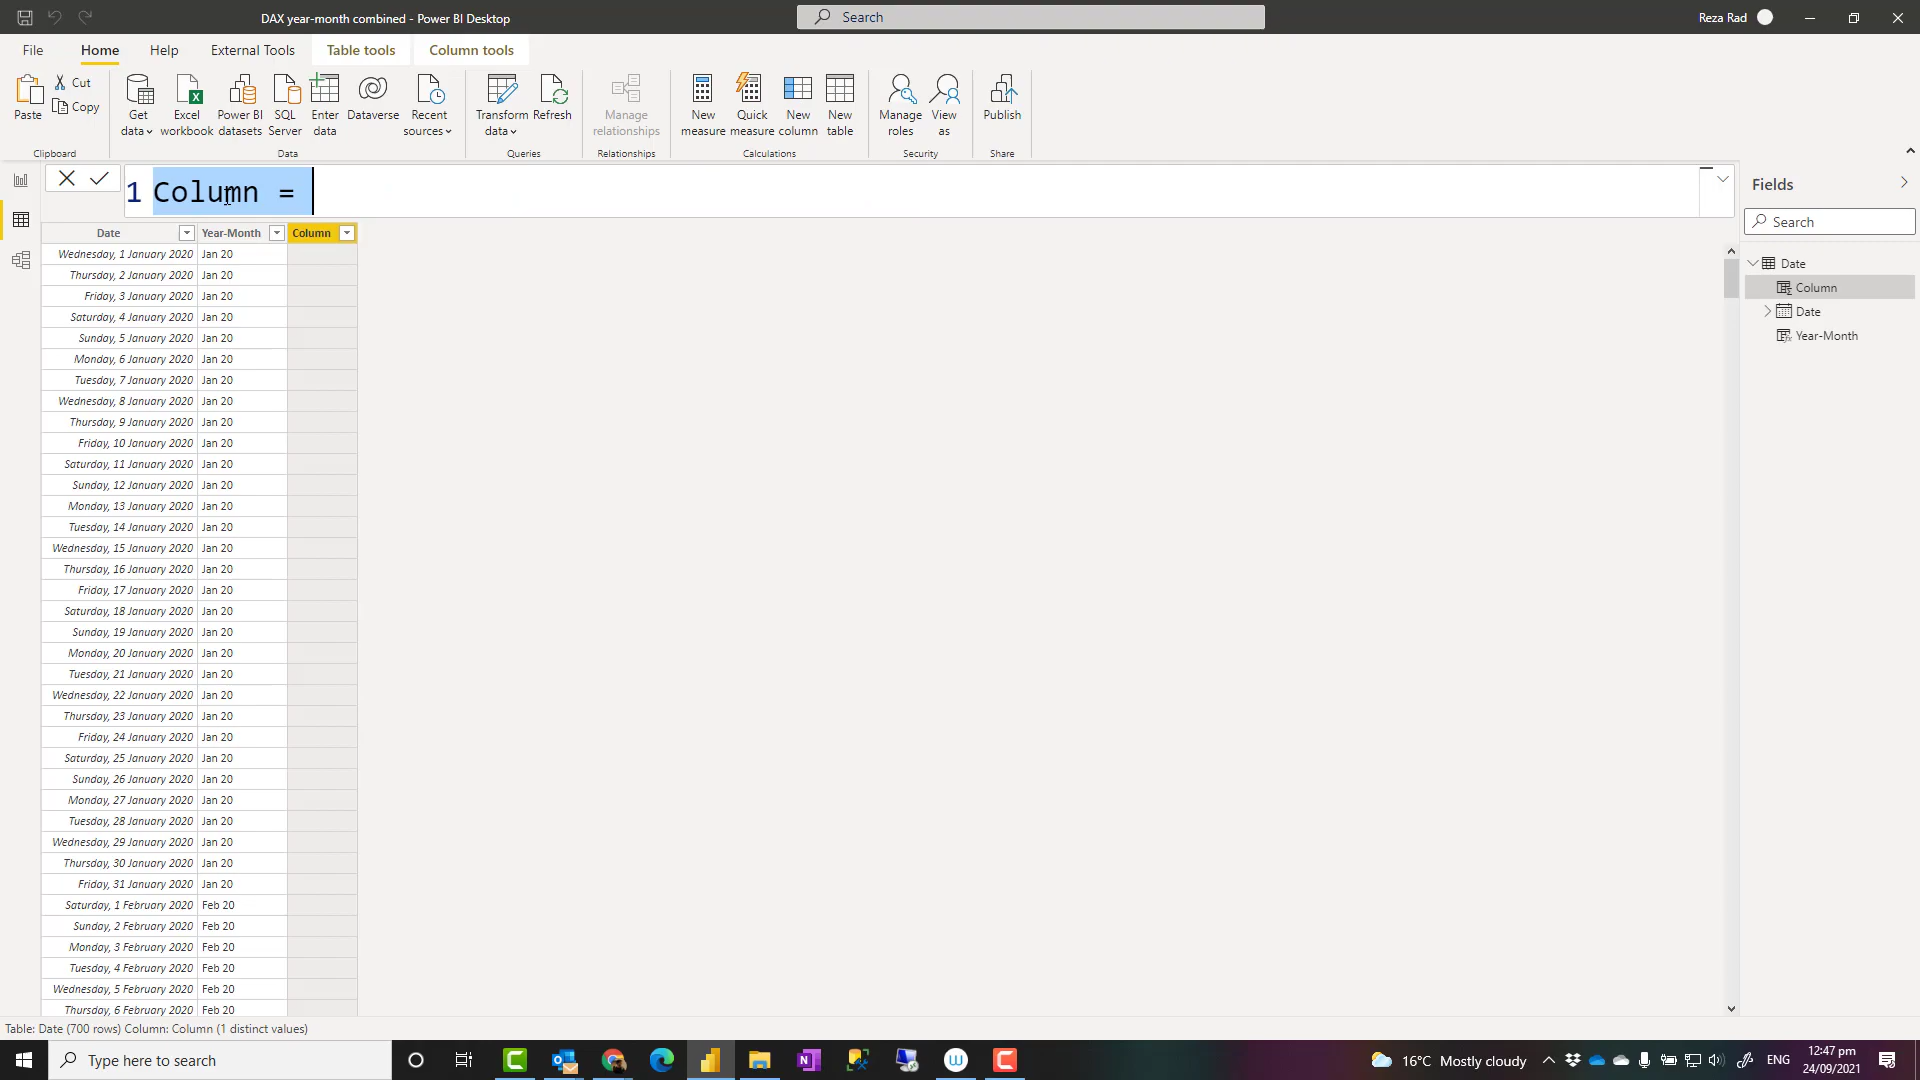 DAX year-month combined - Power BI Desktop
Search
Reza Rad
File
Home
Help
External Tools
Table tools
Column tools
Paste
Cut
Copy
Clipboard
Get data
Excel workbook
Power BI datasets
SQL Server
Enter data
Dataverse
Recent sources
Data
Transform data
Refresh
Queries
Manage relationships
Relationships
New measure
Quick measure
New column
New table
Calculations
Manage roles
View as
Security
Publish
Share
1 Column =
Fields
Search
Date
Column
Date
Year-Month
Date Year-Month Column
Wednesday, 1 January 2020 Jan 20
Thursday, 2 January 2020 Jan 20
Friday, 3 January 2020 Jan 20
Saturday, 4 January 2020 Jan 20
Sunday, 5 January 2020 Jan 20
Monday, 6 January 2020 Jan 20
Tuesday, 7 January 2020 Jan 20
Wednesday, 8 January 2020 Jan 20
Thursday, 9 January 2020 Jan 20
Friday, 10 January 2020 Jan 20
Saturday, 11 January 2020 Jan 20
Sunday, 12 January 2020 Jan 20
Monday, 13 January 2020 Jan 20
Tuesday, 14 January 2020 Jan 20
Wednesday, 15 January 2020 Jan 20
Thursday, 16 January 2020 Jan 20
Friday, 17 January 2020 Jan 20
Saturday, 18 January 2020 Jan 20
Sunday, 19 January 2020 Jan 20
Monday, 20 January 2020 Jan 20
Tuesday, 21 January 2020 Jan 20
Wednesday, 22 January 2020 Jan 20
Thursday, 23 January 2020 Jan 20
Friday, 24 January 2020 Jan 20
Saturday, 25 January 2020 Jan 20
Sunday, 26 January 2020 Jan 20
Monday, 27 January 2020 Jan 20
Tuesday, 28 January 2020 Jan 20
Wednesday, 29 January 2020 Jan 20
Thursday, 30 January 2020 Jan 20
Friday, 31 January 2020 Jan 20
Saturday, 1 February 2020 Feb 20
Sunday, 2 February 2020 Feb 20
Monday, 3 February 2020 Feb 20
Tuesday, 4 February 2020 Feb 20
Wednesday, 5 February 2020 Feb 20
Thursday, 6 February 2020 Feb 20
Table: Date (700 rows) Column: Column (1 distinct values)
Type here to search
16°C Mostly cloudy
ENG
12:47 pm
24/09/2021